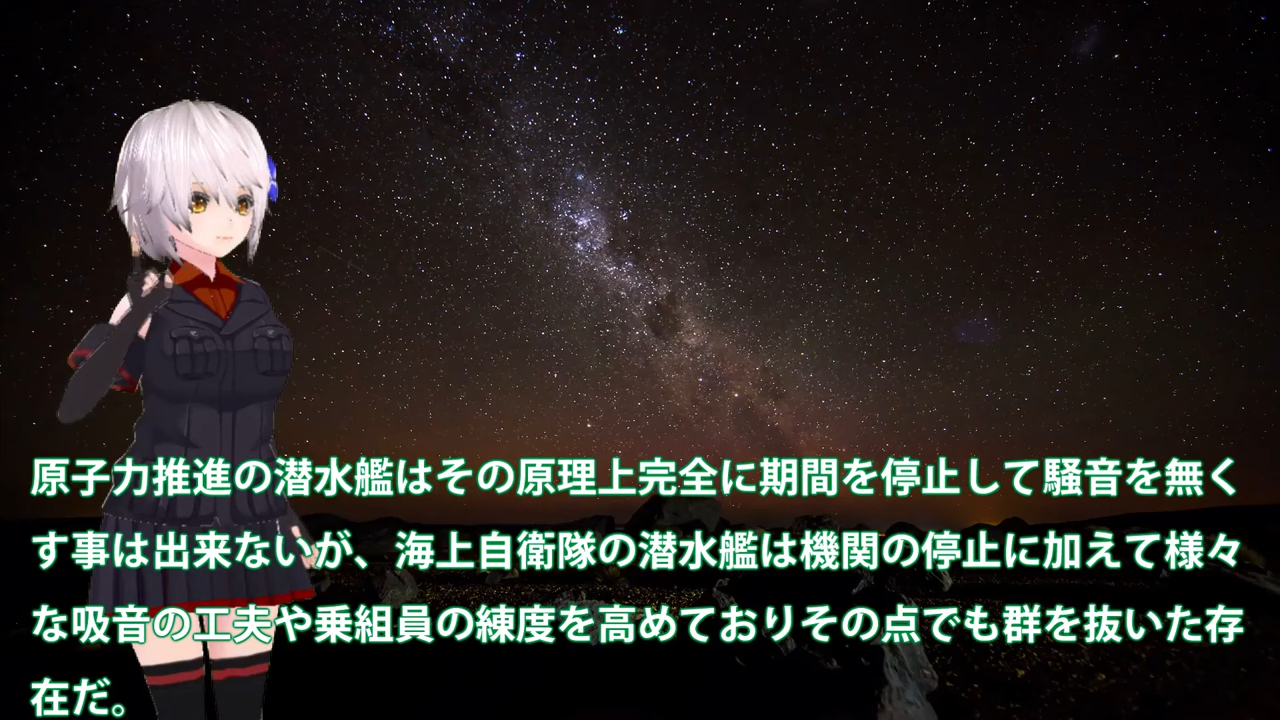 原子力推進の潜水艦はその原理上完全に期間を停止して騒音を無く
す事は出来ないが、海上自衛隊の潜水艦は機関の停止に加えて様々
な吸音の工夫や乗組員の練度を高めておりその点でも群を抜いた存
在だ。